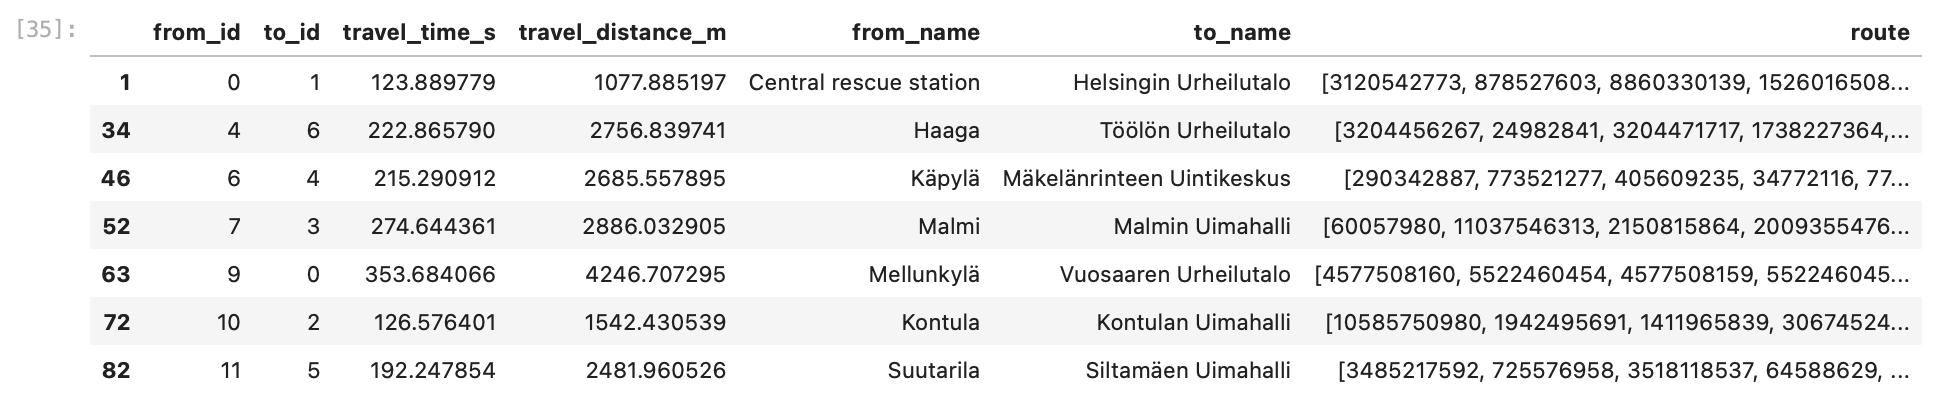 [35]:
from_id to_id travel_time_s travel_distance_m from_name to_name route
1 0 1 123.889779 1077.885197 Central rescue station Helsingin Urheilutalo [3120542773, 878527603, 8860330139, 1526016508...
34 4 6 222.865790 2756.839741 Haaga Töölön Urheilutalo [3204456267, 24982841, 3204471717, 1738227364,...
46 6 4 215.290912 2685.557895 Käpylä Mäkelänrinteen Uintikeskus [290342887, 773521277, 405609235, 34772116, 77...
52 7 3 274.644361 2886.032905 Malmi Malmin Uimahalli [60057980, 11037546313, 2150815864, 2009355476...
63 9 0 353.684066 4246.707295 Mellunkylä Vuosaaren Urheilutalo [4577508160, 5522460454, 4577508159, 552246045...
72 10 2 126.576401 1542.430539 Kontula Kontulan Uimahalli [10585750980, 1942495691, 1411965839, 30674524...
82 11 5 192.247854 2481.960526 Suutarila Siltamäen Uimahalli [3485217592, 725576958, 3518118537, 64588629, ...